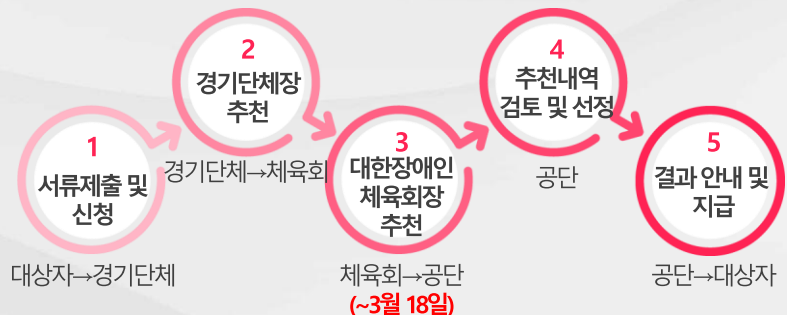 1
서류제출 및
신청
대상자→경기단체
2
경기단체장
추천
경기단체→체육회
3
대한장애인
체육회장
추천
체육회→공단
(~3월 18일)
4
추천내역
검토 및 선정
공단
5
결과 안내 및
지급
공단→대상자